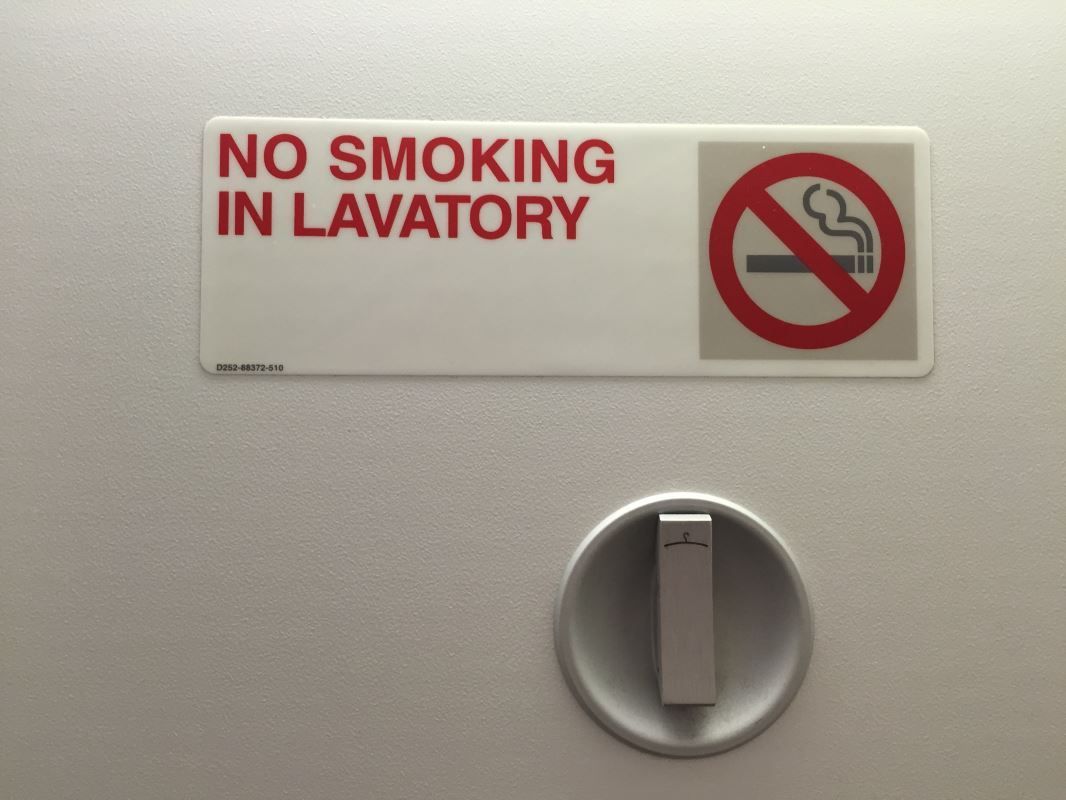 NO SMOKING
IN LAVATORY
D252-88372-510